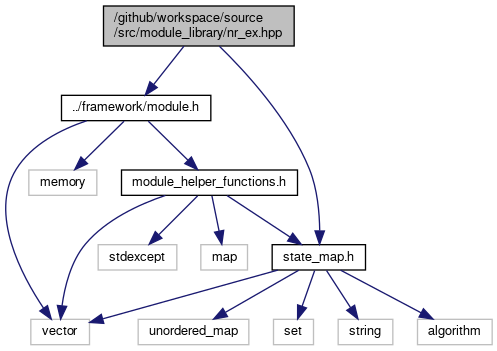 /github/workspace/source
/src/module_library/nr_ex.hpp
../framework/module.h
memory
module_helper_functions.h
stdexcept
map
state_map.h
vector
unordered_map
set
string
algorithm